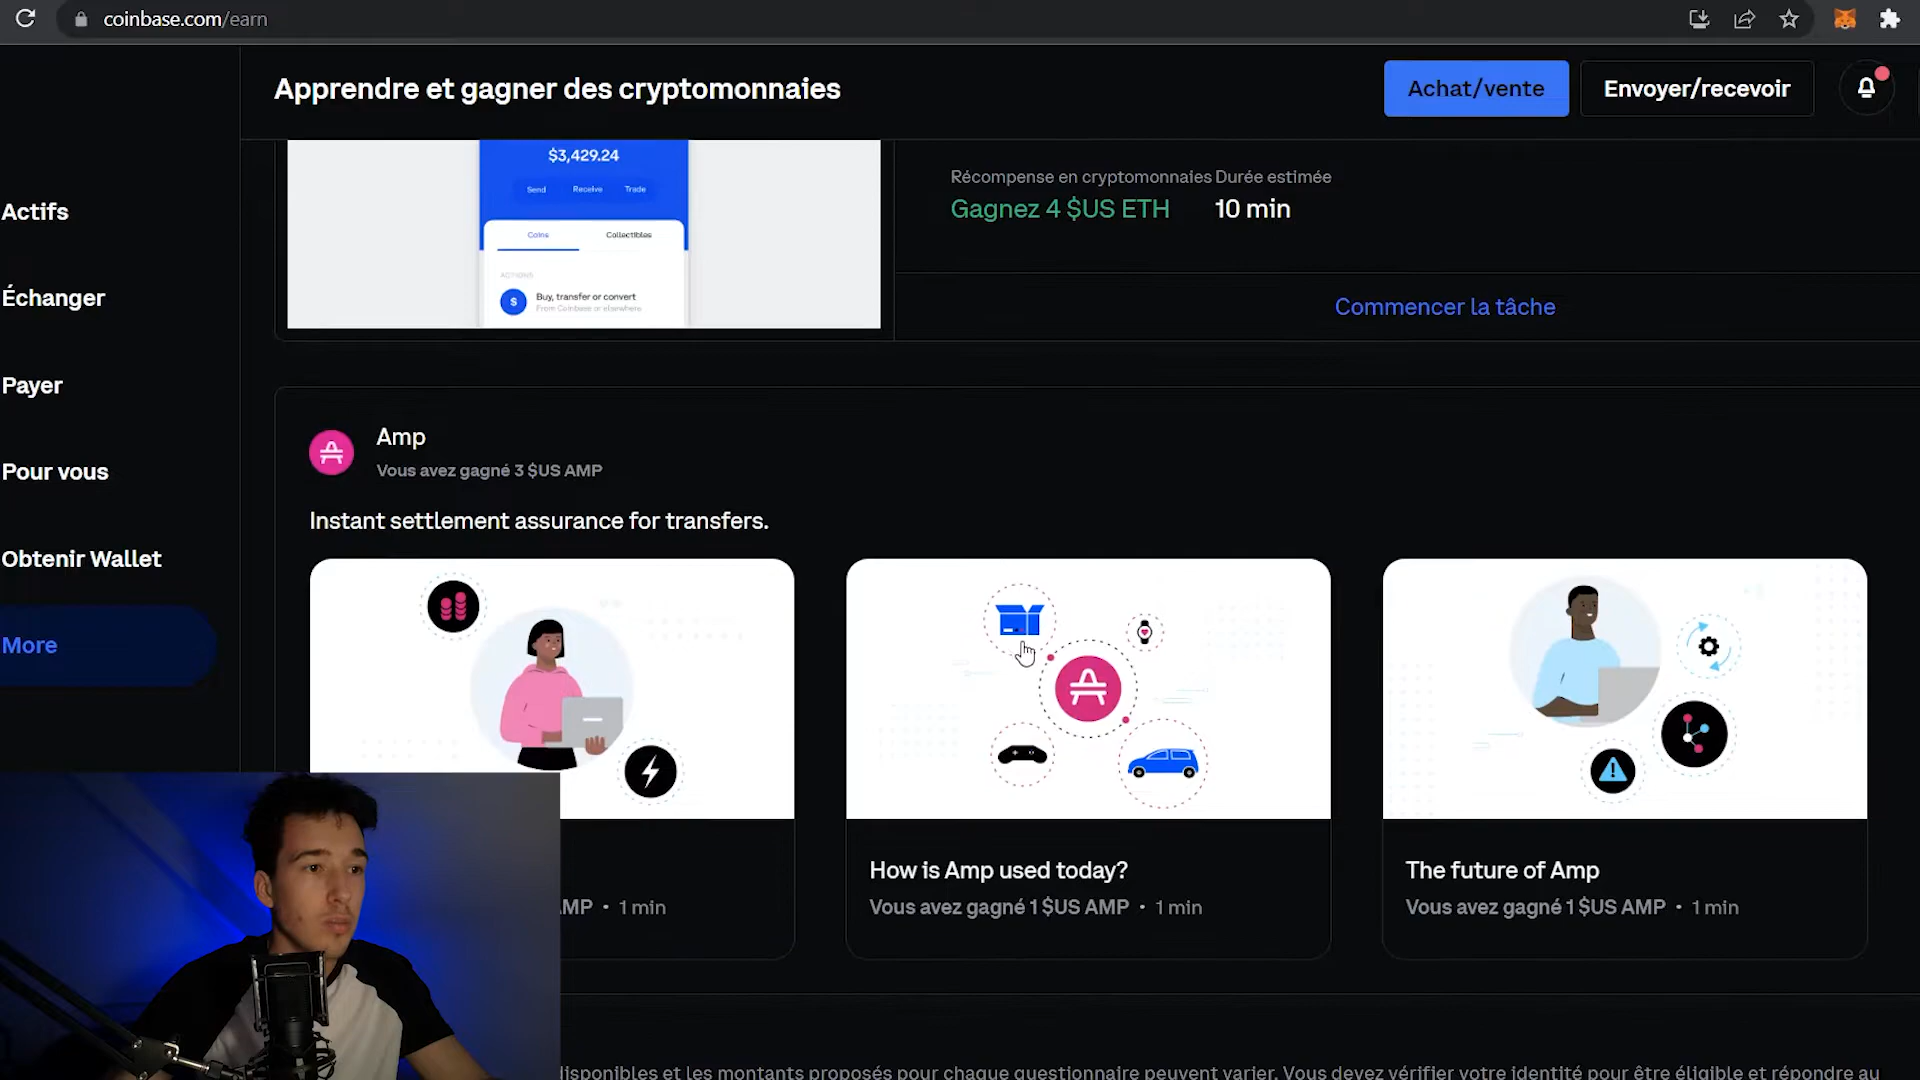 coinbase.com/earn
Apprendre et gagner des cryptomonnaies
Achat/vente
Envoyer/recevoir
$3,429.24
Send
Receive
Trade
Coins
Collectibles
ACTIONS
$
Buy, transfer or convert
From Coinbase or elsewhere
Récompense en cryptomonnaies Durée estimée
Gagnez 4 $US ETH
10 min
Commencer la tâche
Actifs
Échanger
Payer
Pour vous
Obtenir Wallet
More
Amp
Vous avez gagné 3 $US AMP
Instant settlement assurance for transfers.
MP • 1 min
How is Amp used today?
Vous avez gagné 1 $US AMP • 1 min
The future of Amp
Vous avez gagné 1 $US AMP • 1 min
isponibles et les montants proposés pour chaque questionnaire peuvent varier. Vous devez vérifier votre identité pour être éligible et répondre au